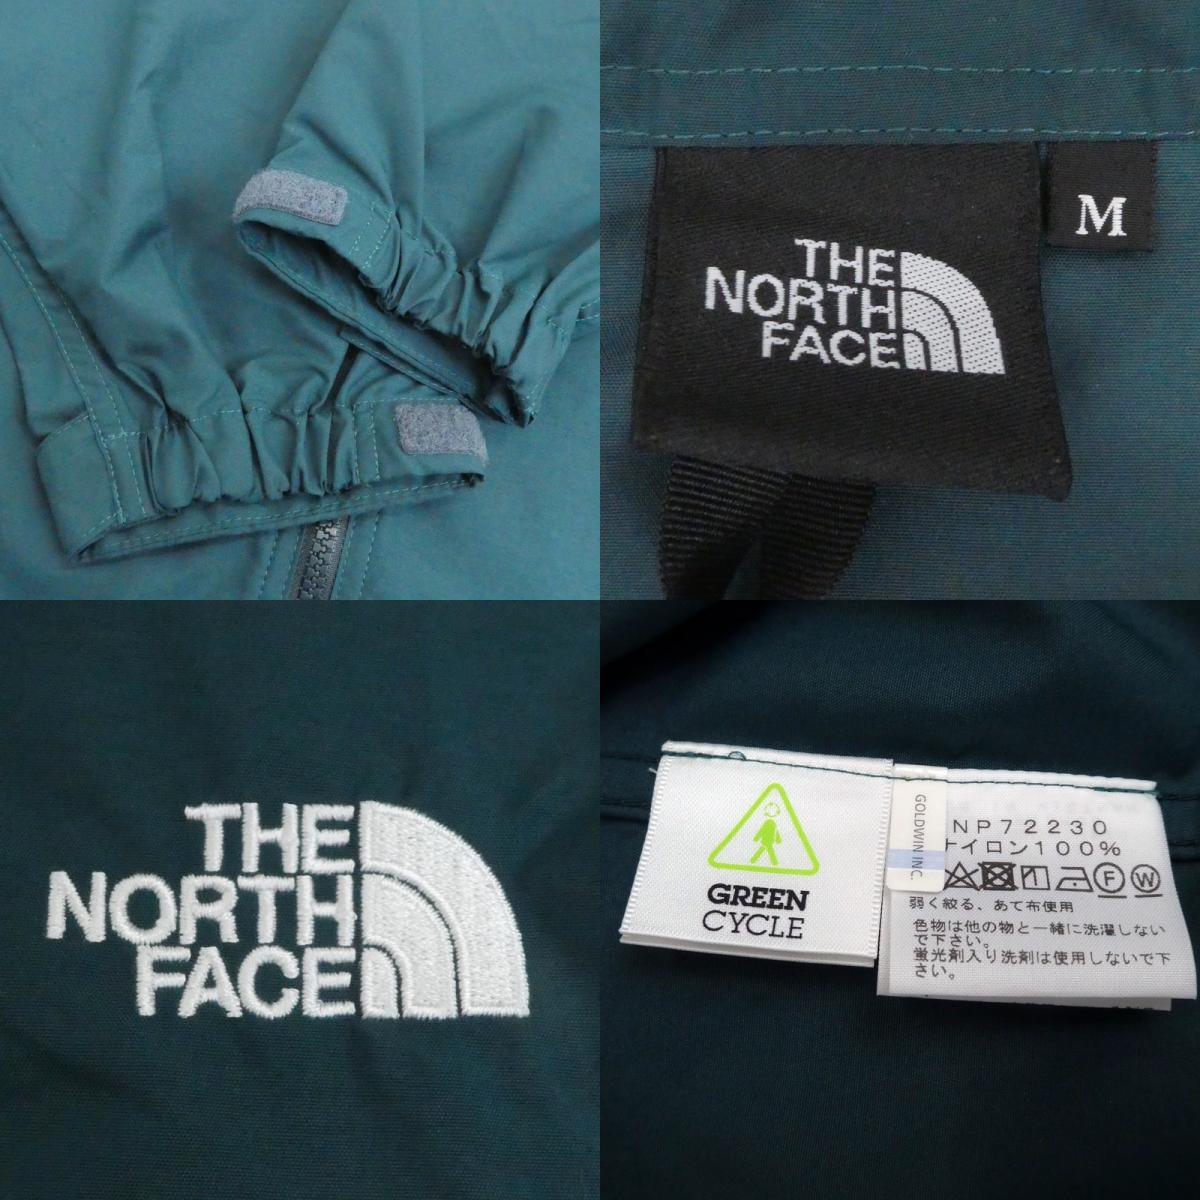 THE
NORTH
FACE
M
THE
NORTH
FACE
GREEN
CYCLE
GOLDWIN INC.
NP72230
ナイロン100%
F
W
弱く絞る、あて布使用
色物は他の物と一緒に洗濯しない
で下さい。
蛍光剤入り洗剤は使用しないで下
さい。